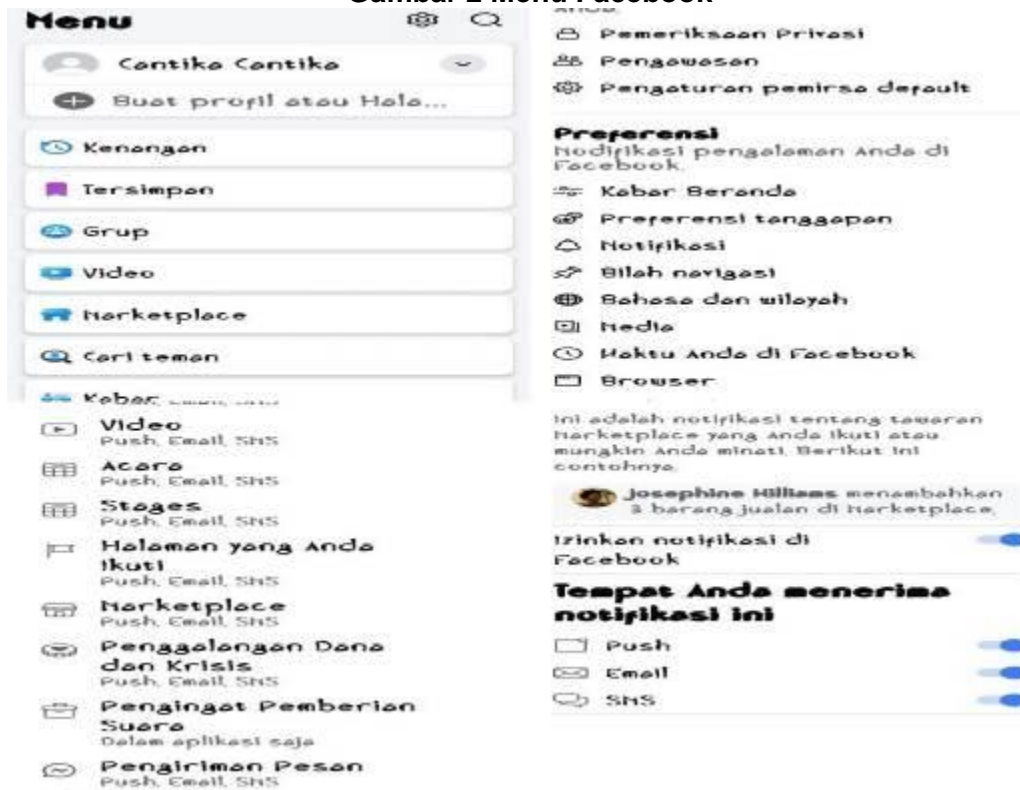 Gambar 2 Menu Facebook
Menu
Cantika Cantika
Buat profil atau Hala...
Kenangan
Tersimpan
Grup
Video
Marketplace
Cari teman
Kabar
Anda.
Pemeriksaan Privasi
Pengawasan
Pengaturan pemirsa default
Preferensi
Modifikasi pengalaman Anda di
Facebook.
Kabar Beranda
Preferensi tanggapan
Notifikasi
Bilah navigasi
Bahasa dan wilayah
Media
Waktu Anda di Facebook
Browser
Video
Push, Email, SMS
Acara
Push, Email, SMS
Stages
Push, Email, SMS
Halaman yang Anda
Ikuti
Push, Email, SMS
Marketplace
Push, Email, SMS
Penggalangan Dana
dan Krisis
Push, Email, SMS
Pengingat Pemberian
Suara
Dalam aplikasi saja
Pengiriman Pesan
Push, Email, SMS
Ini adalah notifikasi tentang tawaran
Marketplace yang Anda ikuti atau
mungkin Anda minati. Berikut ini
contohnya.
Josephine Williams menambahkan
3 barang jualan di Marketplace.
Izinkan notifikasi di
Facebook
Tempat Anda menerima
notifikasi ini
Push
Email
SMS